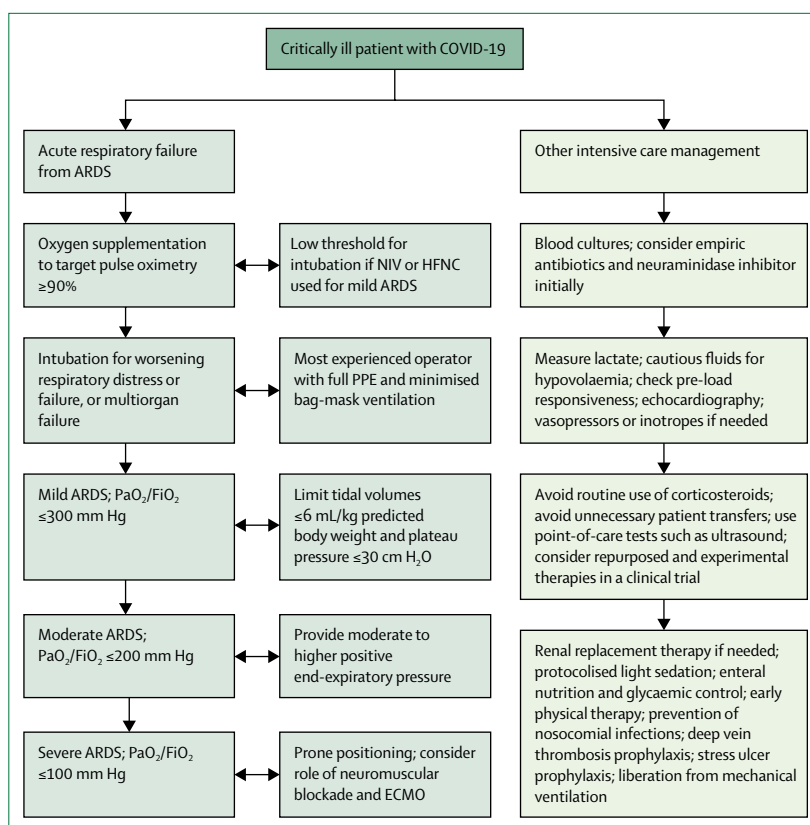 Critically ill patient with COVID-19
Acute respiratory failure
from ARDS
Oxygen supplementation
to target pulse oximetry
≥90%
Low threshold for
intubation if NIV or HFNC
used for mild ARDS
Intubation for worsening
respiratory distress or
failure, or multiorgan
failure
Most experienced operator
with full PPE and minimised
bag-mask ventilation
Mild ARDS; PaO₂/FiO₂
≤300 mm Hg
Limit tidal volumes
≤6 mL/kg predicted
body weight and plateau
pressure ≤30 cm H₂O
Moderate ARDS;
PaO₂/FiO₂ ≤200 mm Hg
Provide moderate to
higher positive
end-expiratory pressure
Severe ARDS; PaO₂/FiO₂
≤100 mm Hg
Prone positioning; consider
role of neuromuscular
blockade and ECMO
Other intensive care management
Blood cultures; consider empiric
antibiotics and neuraminidase inhibitor
initially
Measure lactate; cautious fluids for
hypovolaemia; check pre-load
responsiveness; echocardiography;
vasopressors or inotropes if needed
Avoid routine use of corticosteroids;
avoid unnecessary patient transfers; use
point-of-care tests such as ultrasound;
consider repurposed and experimental
therapies in a clinical trial
Renal replacement therapy if needed;
protocolised light sedation; enteral
nutrition and glycaemic control; early
physical therapy; prevention of
nosocomial infections; deep vein
thrombosis prophylaxis; stress ulcer
prophylaxis; liberation from mechanical
ventilation